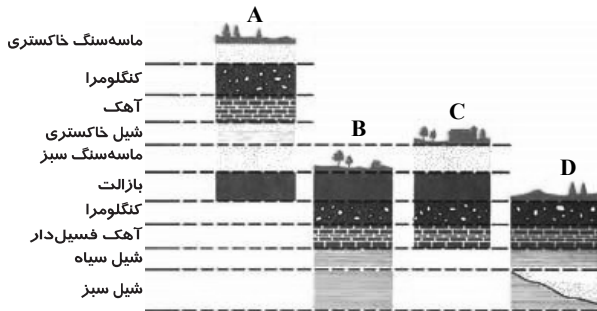 A
ماسه‌سنگ خاکستری
کنگلومرا
آهک
شیل خاکستری
B
C
ماسه‌سنگ سبز
D
بازالت
کنگلومرا
آهک فسیل‌دار
شیل سیاه
شیل سبز